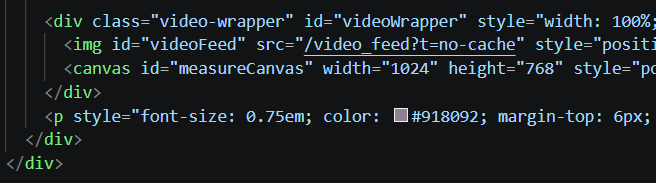 <div class="video-wrapper" id="videoWrapper" style="width: 100%;
<img id="videoFeed" src="/video_feed?t=no-cache" style="positi
<canvas id="measureCanvas" width="1024" height="768" style="po
</div>
<p style="font-size: 0.75em; color: #918092; margin-top: 6px;
</div>
</div>